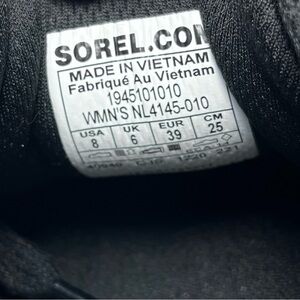 SOREL.CO
MADE IN VIETNAM
Fabriqué Au Vietnam
1945101010
WMN'S NL4145-010
USA UK EUR CM
8 6 39 25